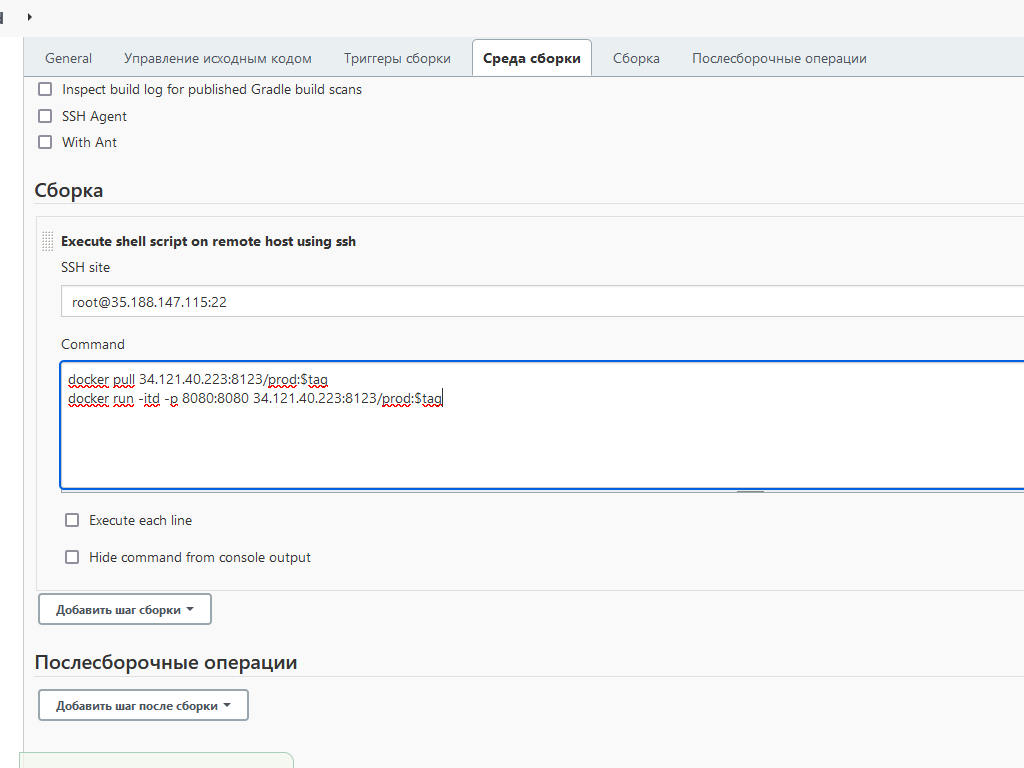 General Управление исходным кодом Триггеры сборки Среда сборки Сборка Послесборочные операции
Inspect build log for published Gradle build scans
SSH Agent
With Ant
Сборка
Execute shell script on remote host using ssh
SSH site
root@35.188.147.115:22
Command
docker pull 34.121.40.223:8123/prod:$tag
docker run -itd -p 8080:8080 34.121.40.223:8123/prod:$tag
Execute each line
Hide command from console output
Добавить шаг сборки
Послесборочные операции
Добавить шаг после сборки